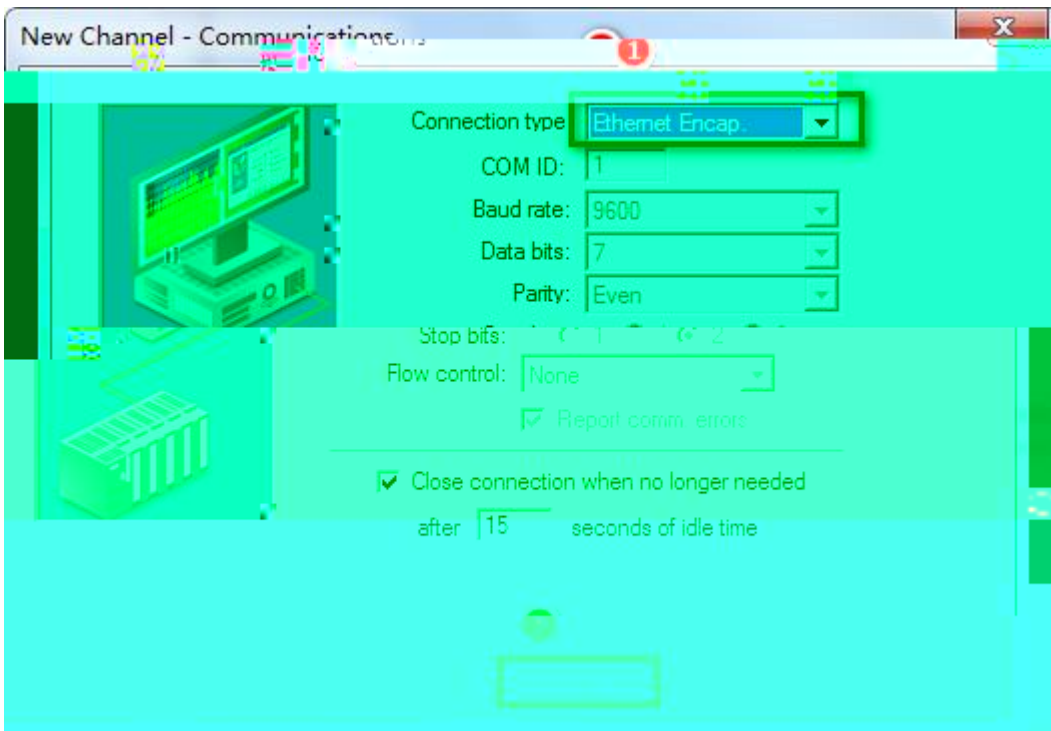 New Channel - Communications
1
Connection type
Ethernet Encap.
COM ID: 1
Baud rate: 9600
Data bits: 7
Parity: Even
Stop bits: 1 2
Flow control: None
Report comm. errors
Close connection when no longer needed
after 15 seconds of idle time